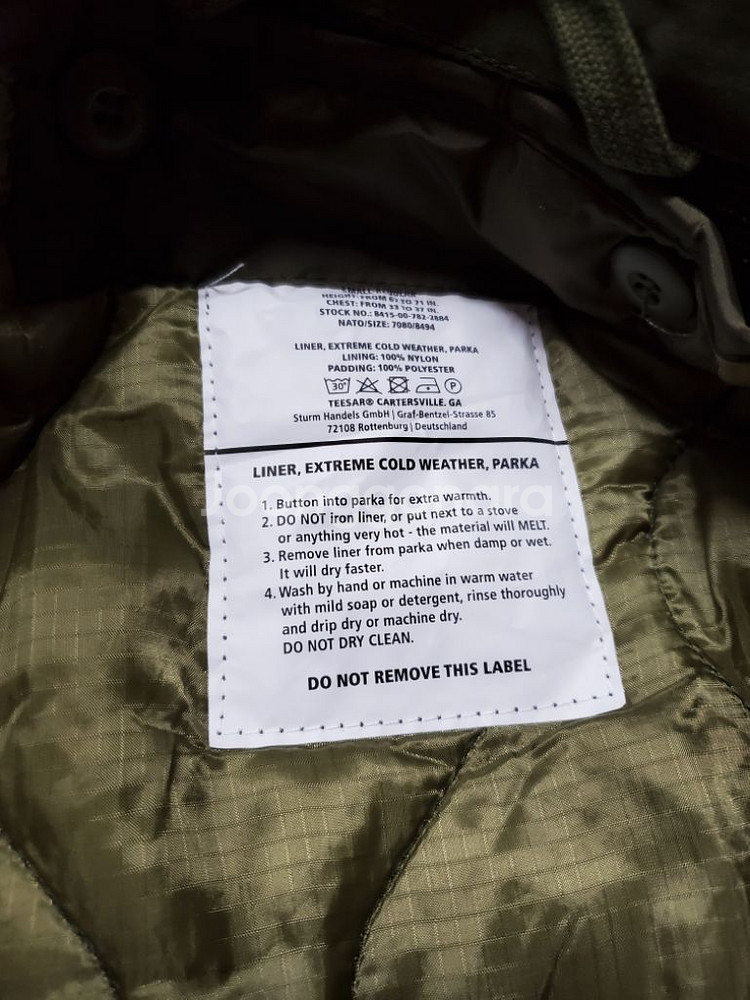 SMALL-REGULAR
HEIGHT: FROM 67 TO 71 IN.
CHEST: FROM 33 TO 37 IN.
STOCK NO.: 8415-00-782-2884
NATO/SIZE: 7080/8494
LINER, EXTREME COLD WEATHER, PARKA
LINING: 100% NYLON
PADDING: 100% POLYESTER
30° P
TEESAR® CARTERSVILLE. GA
Sturm Handels GmbH | Graf-Bentzel-Strasse 85
72108 Rottenburg | Deutschland
LINER, EXTREME COLD WEATHER, PARKA
1. Button into parka for extra warmth.
2. DO NOT iron liner, or put next to a stove
or anything very hot - the material will MELT.
3. Remove liner from parka when damp or wet.
It will dry faster.
4. Wash by hand or machine in warm water
with mild soap or detergent, rinse thoroughly
and drip dry or machine dry.
DO NOT DRY CLEAN.
DO NOT REMOVE THIS LABEL
Joongonara